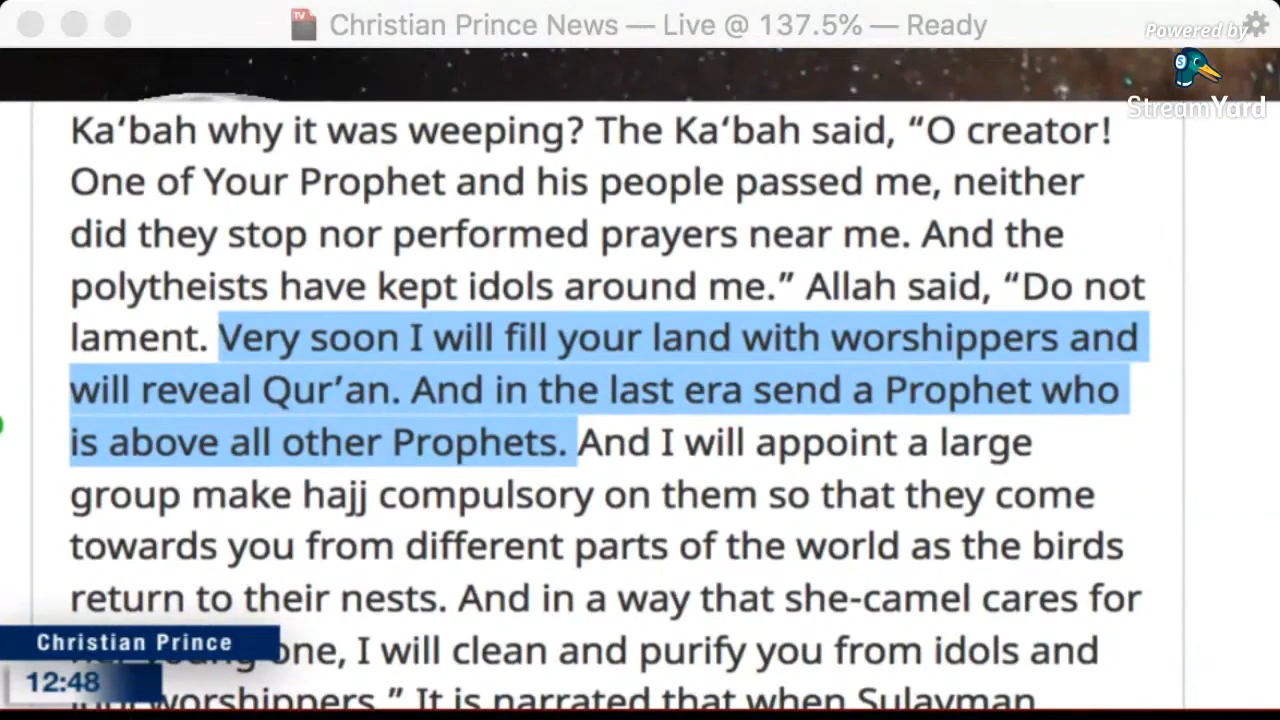 Christian Prince News — Live @ 137.5% — Ready
Powered by
StreamYard
Ka‘bah why it was weeping? The Ka‘bah said, “O creator!
One of Your Prophet and his people passed me, neither
did they stop nor performed prayers near me. And the
polytheists have kept idols around me.” Allah said, “Do not
lament. Very soon I will fill your land with worshippers and
will reveal Qur’an. And in the last era send a Prophet who
is above all other Prophets. And I will appoint a large
group make hajj compulsory on them so that they come
towards you from different parts of the world as the birds
return to their nests. And in a way that she-camel cares for
one, I will clean and purify you from idols and
worshippers.” It is narrated that when Sulayman
Christian Prince
12:48